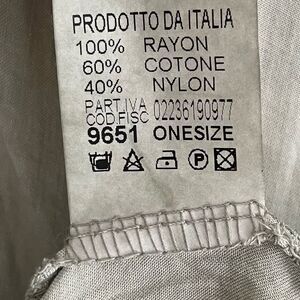 PRODOTTO DA ITALIA
100% RAYON
60% COTONE
40% NYLON
PART.IVA
COD.FISC 02236190977
9651 ONESIZE
P